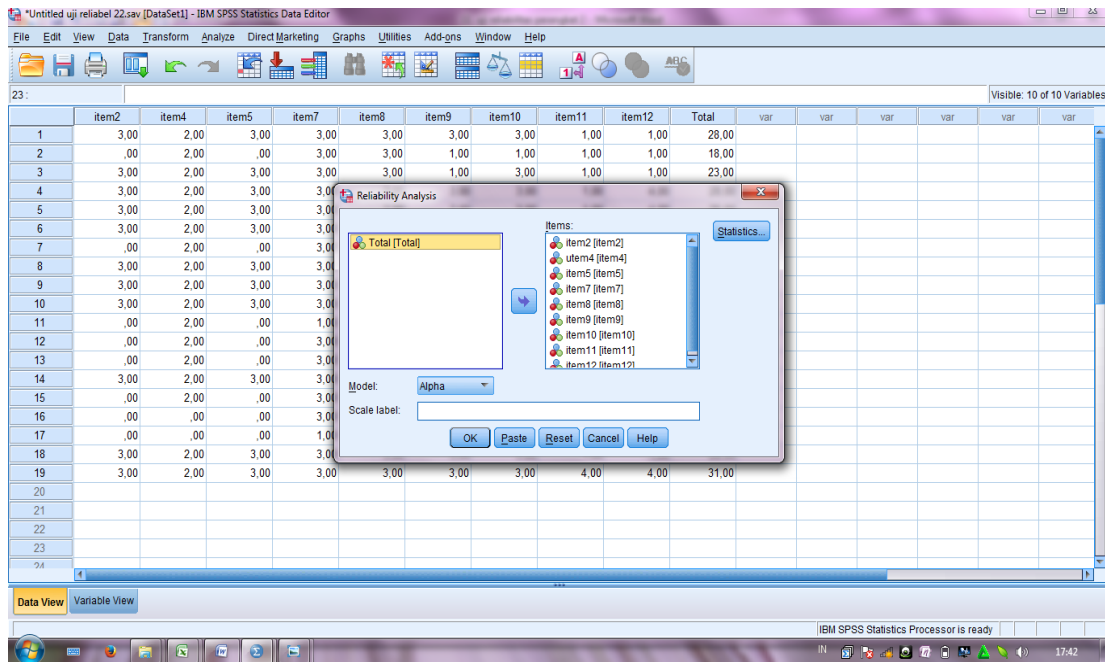 *Untitled uji reliabel 22.sav [DataSet1] - IBM SPSS Statistics Data Editor
File Edit View Data Transform Analyze Direct Marketing Graphs Utilities Add-ons Window Help
23 :
Visible: 10 of 10 Variables
item2 item4 item5 item7 item8 item9 item10 item11 item12 Total var var var var var var
1 3,00 2,00 3,00 3,00 3,00 3,00 3,00 1,00 1,00 28,00
2 ,00 2,00 ,00 3,00 3,00 1,00 1,00 1,00 1,00 18,00
3 3,00 2,00 3,00 3,00 3,00 1,00 3,00 1,00 1,00 23,00
4 3,00 2,00 3,00
5 3,00 2,00 3,00
6 3,00 2,00 3,00
7 ,00 2,00 ,00
8 3,00 2,00 3,00
9 3,00 2,00 3,00
10 3,00 2,00 3,00
11 ,00 2,00 ,00
12 ,00 2,00 ,00
13 ,00 2,00 ,00
14 3,00 2,00 3,00
15 ,00 2,00 ,00
16 ,00 ,00 ,00
17 ,00 ,00 ,00
18 3,00 2,00 3,00
19 3,00 2,00 3,00 3,00 3,00 3,00 3,00 4,00 4,00 31,00
20
21
22
23
24
Reliability Analysis
Items:
Statistics...
Total [Total]
item2 [item2]
utem4 [item4]
item5 [item5]
item7 [item7]
item8 [item8]
item9 [item9]
item10 [item10]
item11 [item11]
item12 [item12]
Model: Alpha
Scale label:
OK Paste Reset Cancel Help
Data View Variable View
IBM SPSS Statistics Processor is ready
IN 17:42